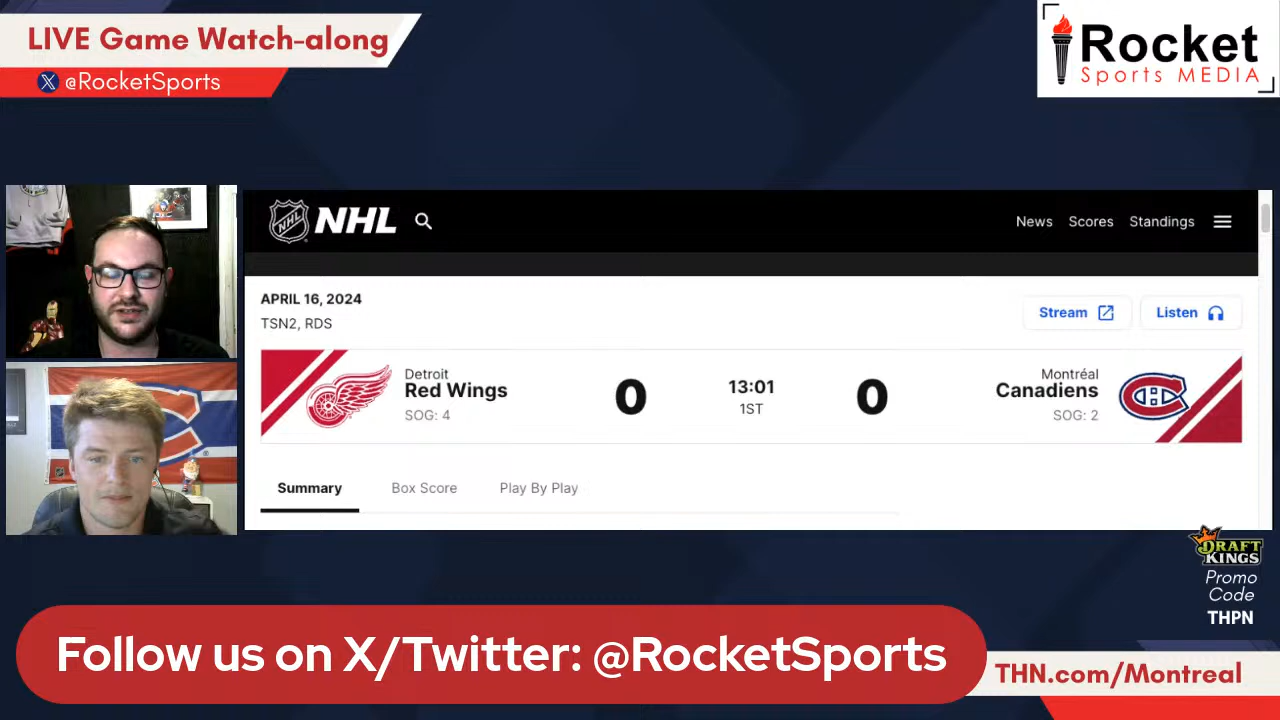 LIVE Game Watch-along
@RocketSports
Rocket
Sports MEDIA
NHL
News Scores Standings
APRIL 16, 2024
TSN2, RDS
Stream Listen
Detroit
Red Wings
SOG: 4
0
13:01
1ST
0
Montréal
Canadiens
SOG: 2
Summary Box Score Play By Play
DRAFT
KINGS
Promo
Code
THPN
Follow us on X/Twitter: @RocketSports
THN.com/Montreal